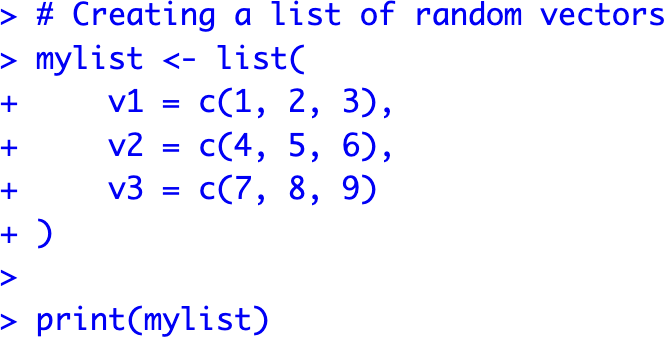 > # Creating a list of random vectors
> mylist <- list(
+     v1 = c(1, 2, 3),
+     v2 = c(4, 5, 6),
+     v3 = c(7, 8, 9)
+ )
>
> print(mylist)